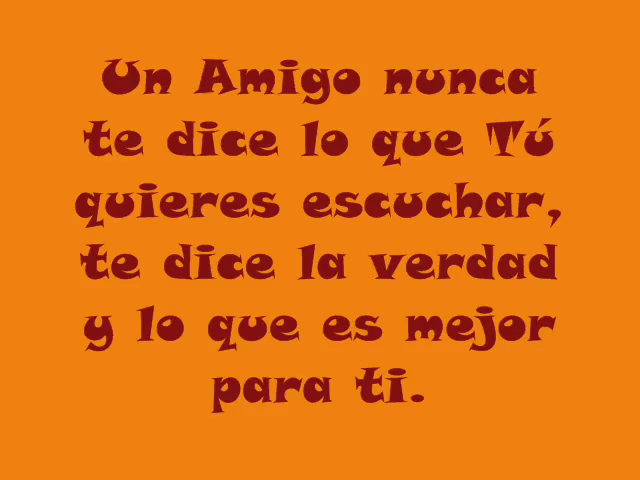 Un Amigo nunca
te dice lo que Tú
quieres escuchar,
te dice la verdad
y lo que es mejor
para ti.